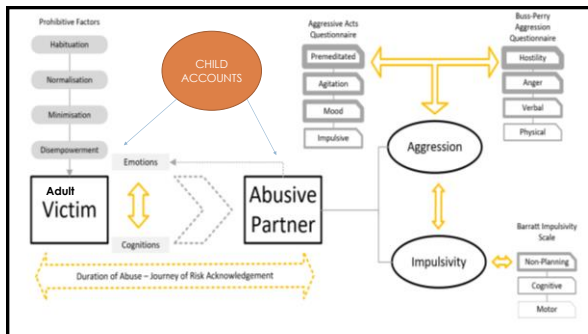 Prohibitive Factors
Habituation
Normalisation
Minimisation
Disempowerment
Adult
Victim
Emotions
Cognitions
CHILD
ACCOUNTS
Abusive
Partner
Duration of Abuse – Journey of Risk Acknowledgement
Aggressive Acts
Questionnaire
Premeditated
Agitation
Mood
Impulsive
Buss-Perry
Aggression
Questionnaire
Hostility
Anger
Verbal
Physical
Aggression
Impulsivity
Barratt Impulsivity
Scale
Non-Planning
Cognitive
Motor